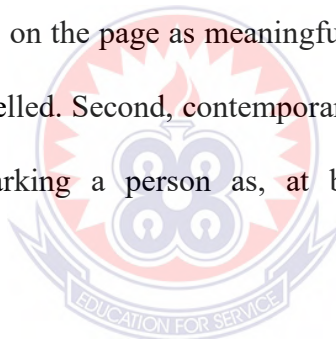 on the page as meaningfu
elled. Second, contemporar
arking a person as, at b
EDUCATION FOR SERVICE